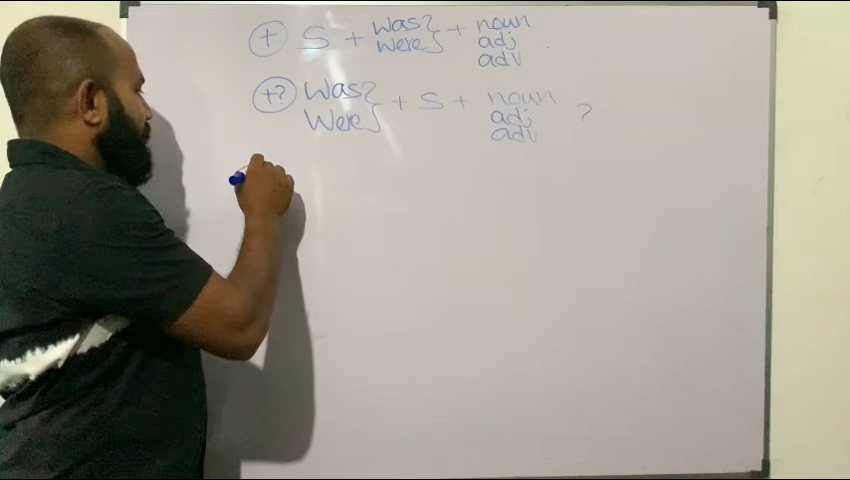 (+) S + Was } + noun
Were } adj
adv .
(+?) Was } + S + noun ?
Were } adj
adv